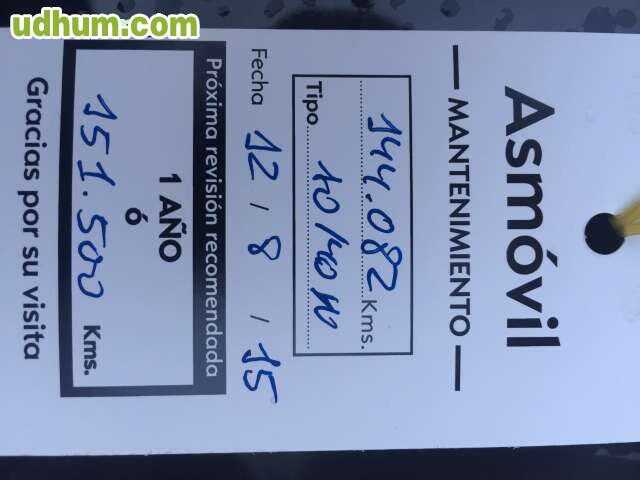 udhum.com
Asmóvil
MANTENIMIENTO
144.082 Kms.
Tipo 10/40W
Fecha 12 / 8 / 15
Próxima revisión recomendada
1 AÑO
ó
151.500 Kms.
Gracias por su visita